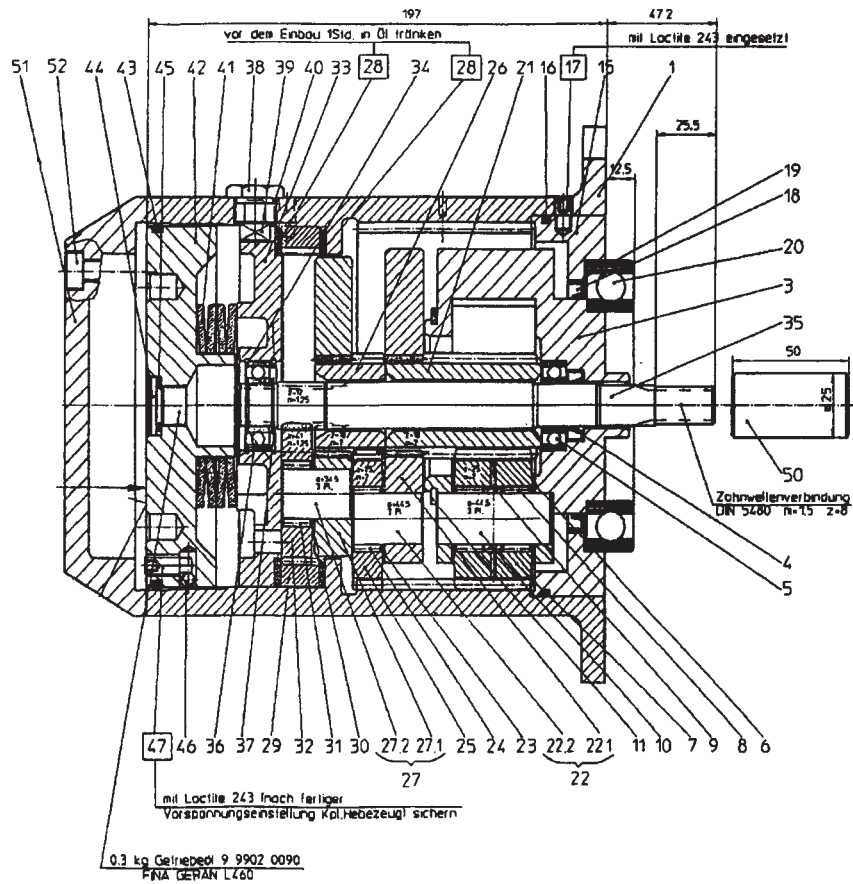 197
47.2
vor dem Einbau 1Std. in Öl tränken
mit Loctite 243 eingesetzt
51 52 44 43 45 42 41 38 39 40 33 28 34 28 26 21 16 17 15 1
25.5
12.5
19
18
20
3
35
50
ø25
50
Zahnwellenverbindung
DIN 5480 m=1.5 z=8
4
5
47 46 36 37 29 32 31 30 27.2 27.1 25 24 23 22.2 22.1 11 10 7 9 8 6
27
22
mit Loctite 243 (nach fertiger
Vorspannungseinstellung Kpl.Hebezeug) sichern
0.3 kg Getriebeöl 9 9902 0090
FINA GERAN L460